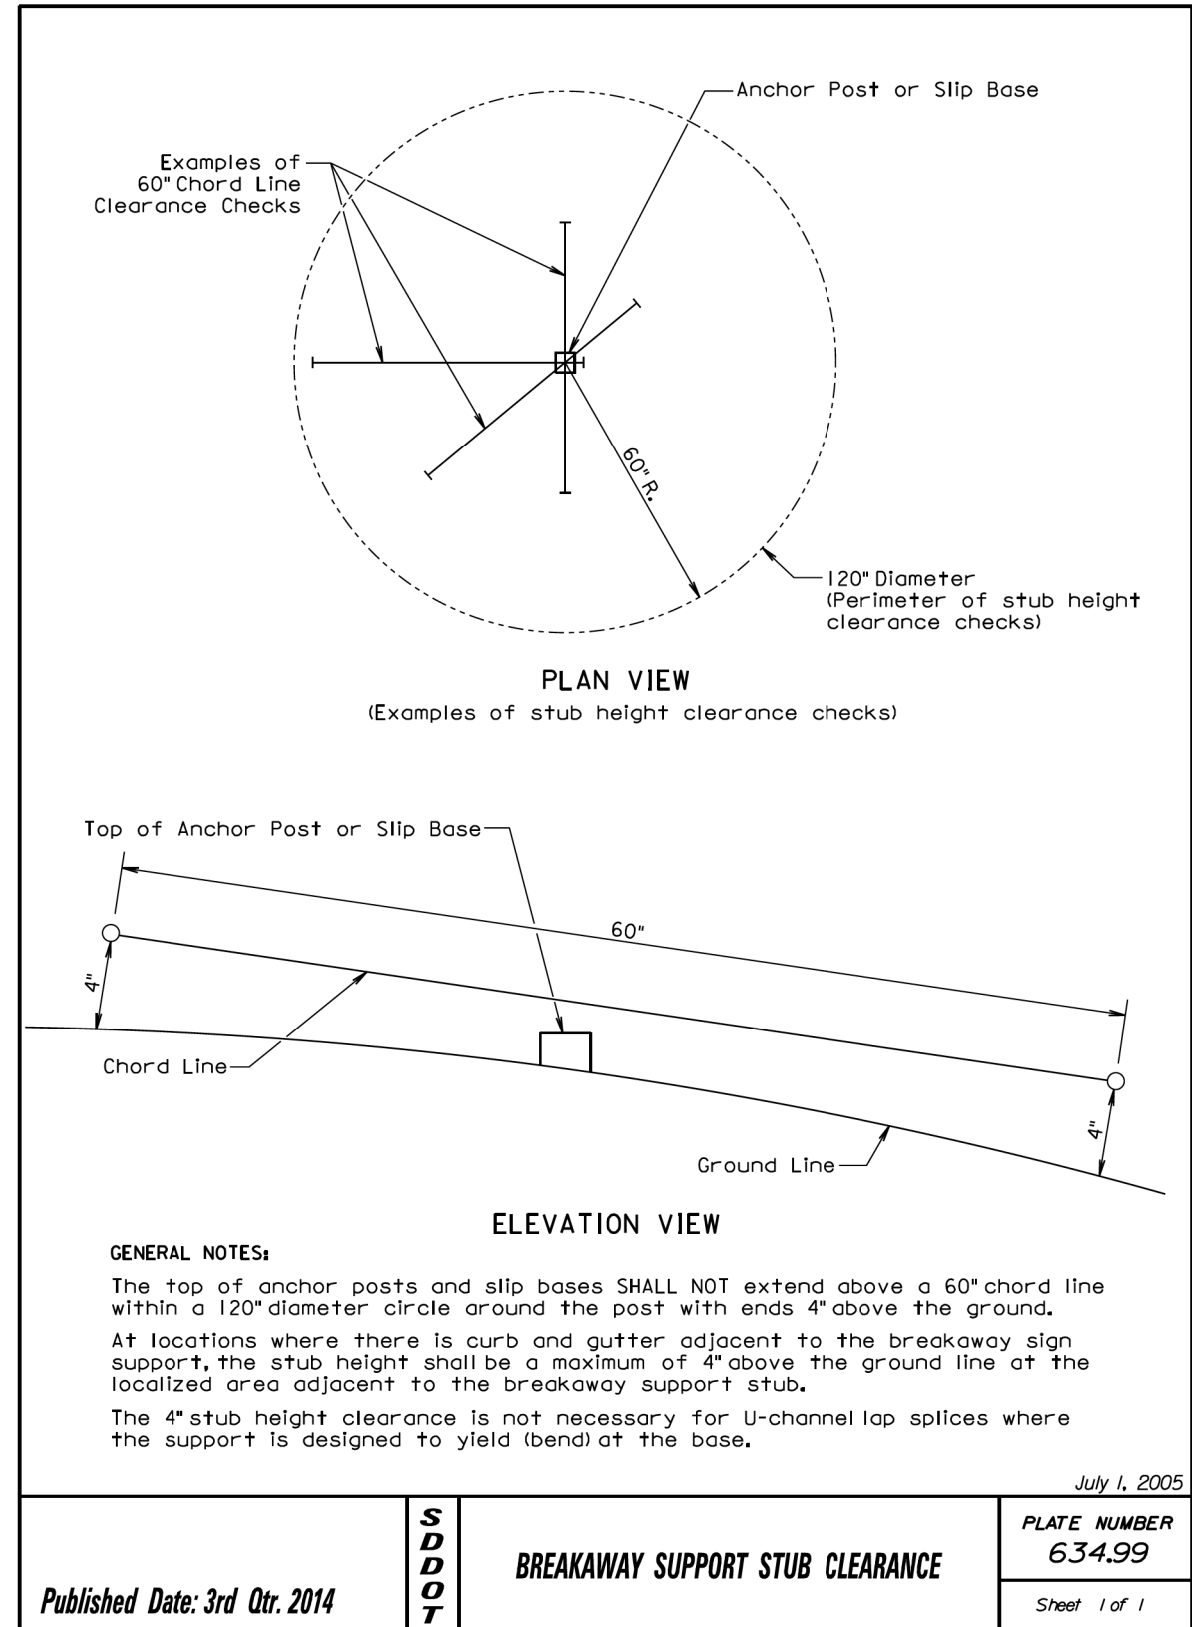 Anchor Post or Slip Base
Examples of
60" Chord Line
Clearance Checks
60" R.
120" Diameter
(Perimeter of stub height
clearance checks)
PLAN VIEW
(Examples of stub height clearance checks)
Top of Anchor Post or Slip Base
60"
4"
Chord Line
4"
Ground Line
ELEVATION VIEW
GENERAL NOTES:
The top of anchor posts and slip bases SHALL NOT extend above a 60" chord line
within a 120" diameter circle around the post with ends 4" above the ground.
At locations where there is curb and gutter adjacent to the breakaway sign
support, the stub height shall be a maximum of 4" above the ground line at the
localized area adjacent to the breakaway support stub.
The 4" stub height clearance is not necessary for U-channel lap splices where
the support is designed to yield (bend) at the base.
July 1, 2005
Published Date: 3rd Qtr. 2014
S
D
D
O
T
BREAKAWAY SUPPORT STUB CLEARANCE
PLATE NUMBER
634.99
Sheet 1 of 1